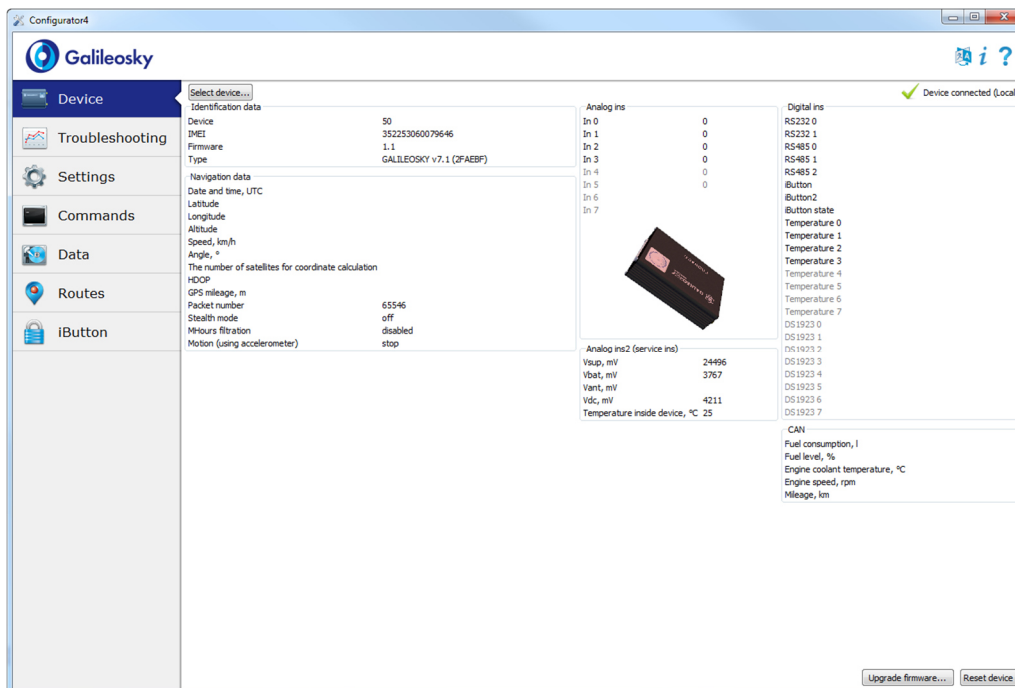 Configurator4
Galileosky
Device
Troubleshooting
Settings
Commands
Data
Routes
iButton
Select device...
Device connected (Local
Identification data
Device 50
IMEI 352253060079646
Firmware 1.1
Type GALILEOSKY v7.1 (2FAEBF)
Navigation data
Date and time, UTC
Latitude
Longitude
Altitude
Speed, km/h
Angle, °
The number of satellites for coordinate calculation
HDOP
GPS mileage, m
Packet number 65546
Stealth mode off
MHours filtration disabled
Motion (using accelerometer) stop
Analog ins
In 0 0
In 1 0
In 2 0
In 3 0
In 4 0
In 5 0
In 6
In 7
Analog ins2 (service ins)
Vsup, mV 24496
Vbat, mV 3767
Vant, mV
Vdc, mV 4211
Temperature inside device, °C 25
Digital ins
RS232 0
RS232 1
RS485 0
RS485 1
RS485 2
iButton
iButton2
iButton state
Temperature 0
Temperature 1
Temperature 2
Temperature 3
Temperature 4
Temperature 5
Temperature 6
Temperature 7
DS1923 0
DS1923 1
DS1923 2
DS1923 3
DS1923 4
DS1923 5
DS1923 6
DS1923 7
CAN
Fuel consumption, l
Fuel level, %
Engine coolant temperature, °C
Engine speed, rpm
Mileage, km
Upgrade firmware...
Reset device